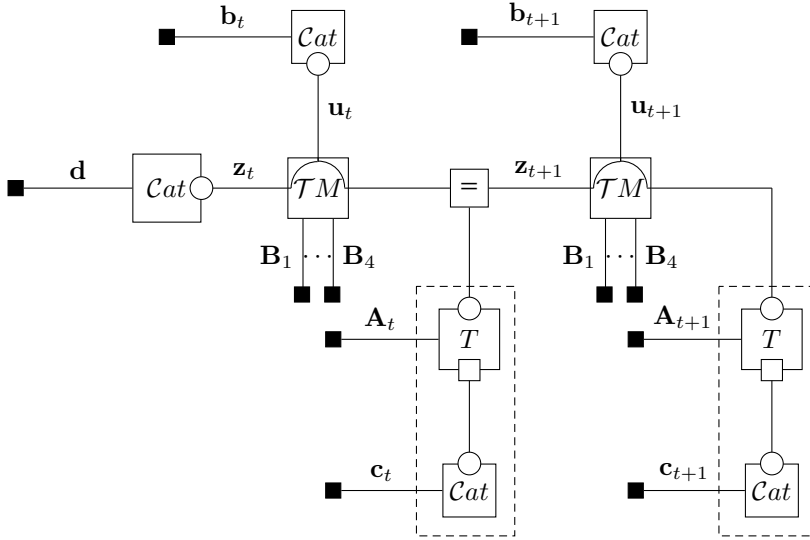 b_t
b_{t+1}
Cat
Cat
u_t
u_{t+1}
d
Cat
z_t
TM
=
z_{t+1}
TM
B_1 ... B_4
B_1 ... B_4
A_t
T
A_{t+1}
T
c_t
Cat
c_{t+1}
Cat